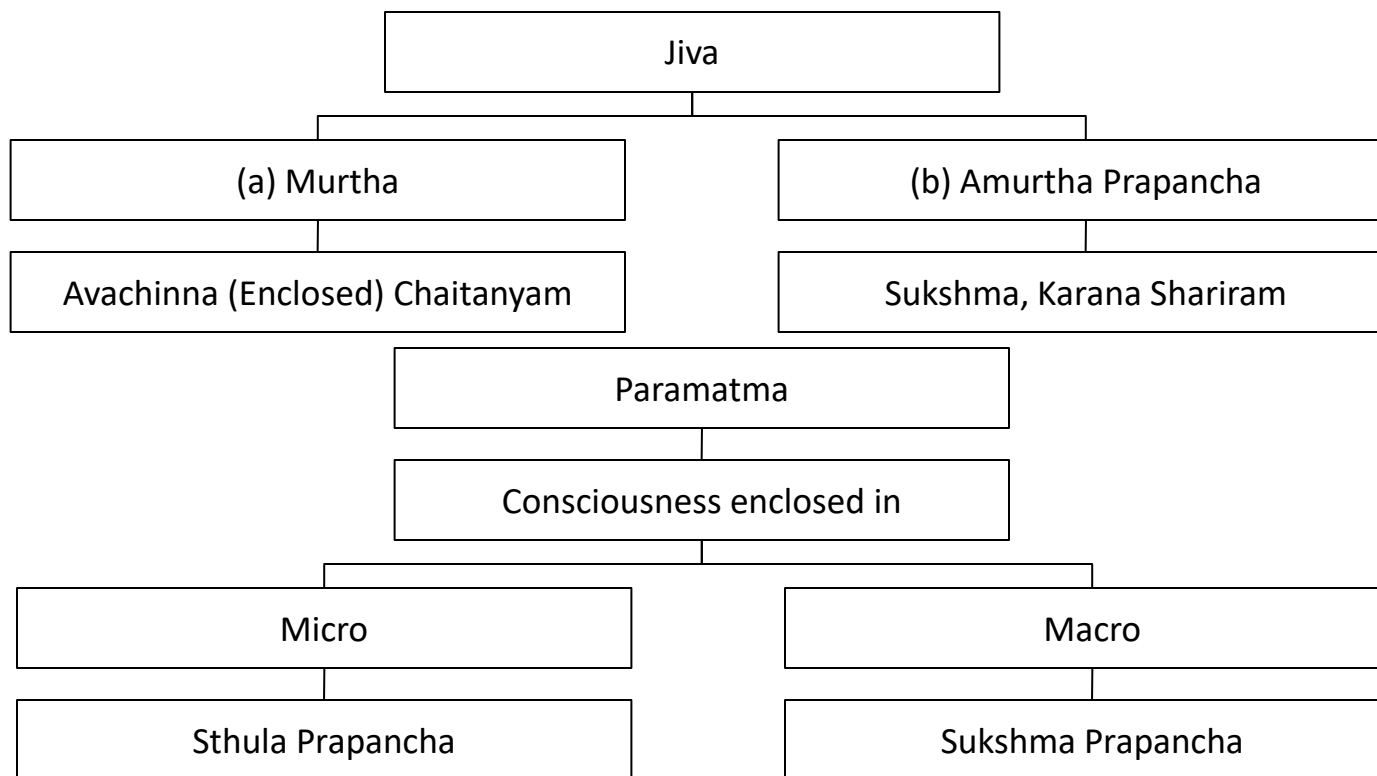 Jiva
(a) Murtha
(b) Amurtha Prapancha
Avachinna (Enclosed) Chaitanyam
Sukshma, Karana Shariram
Paramatma
Consciousness enclosed in
Micro
Macro
Sthula Prapancha
Sukshma Prapancha